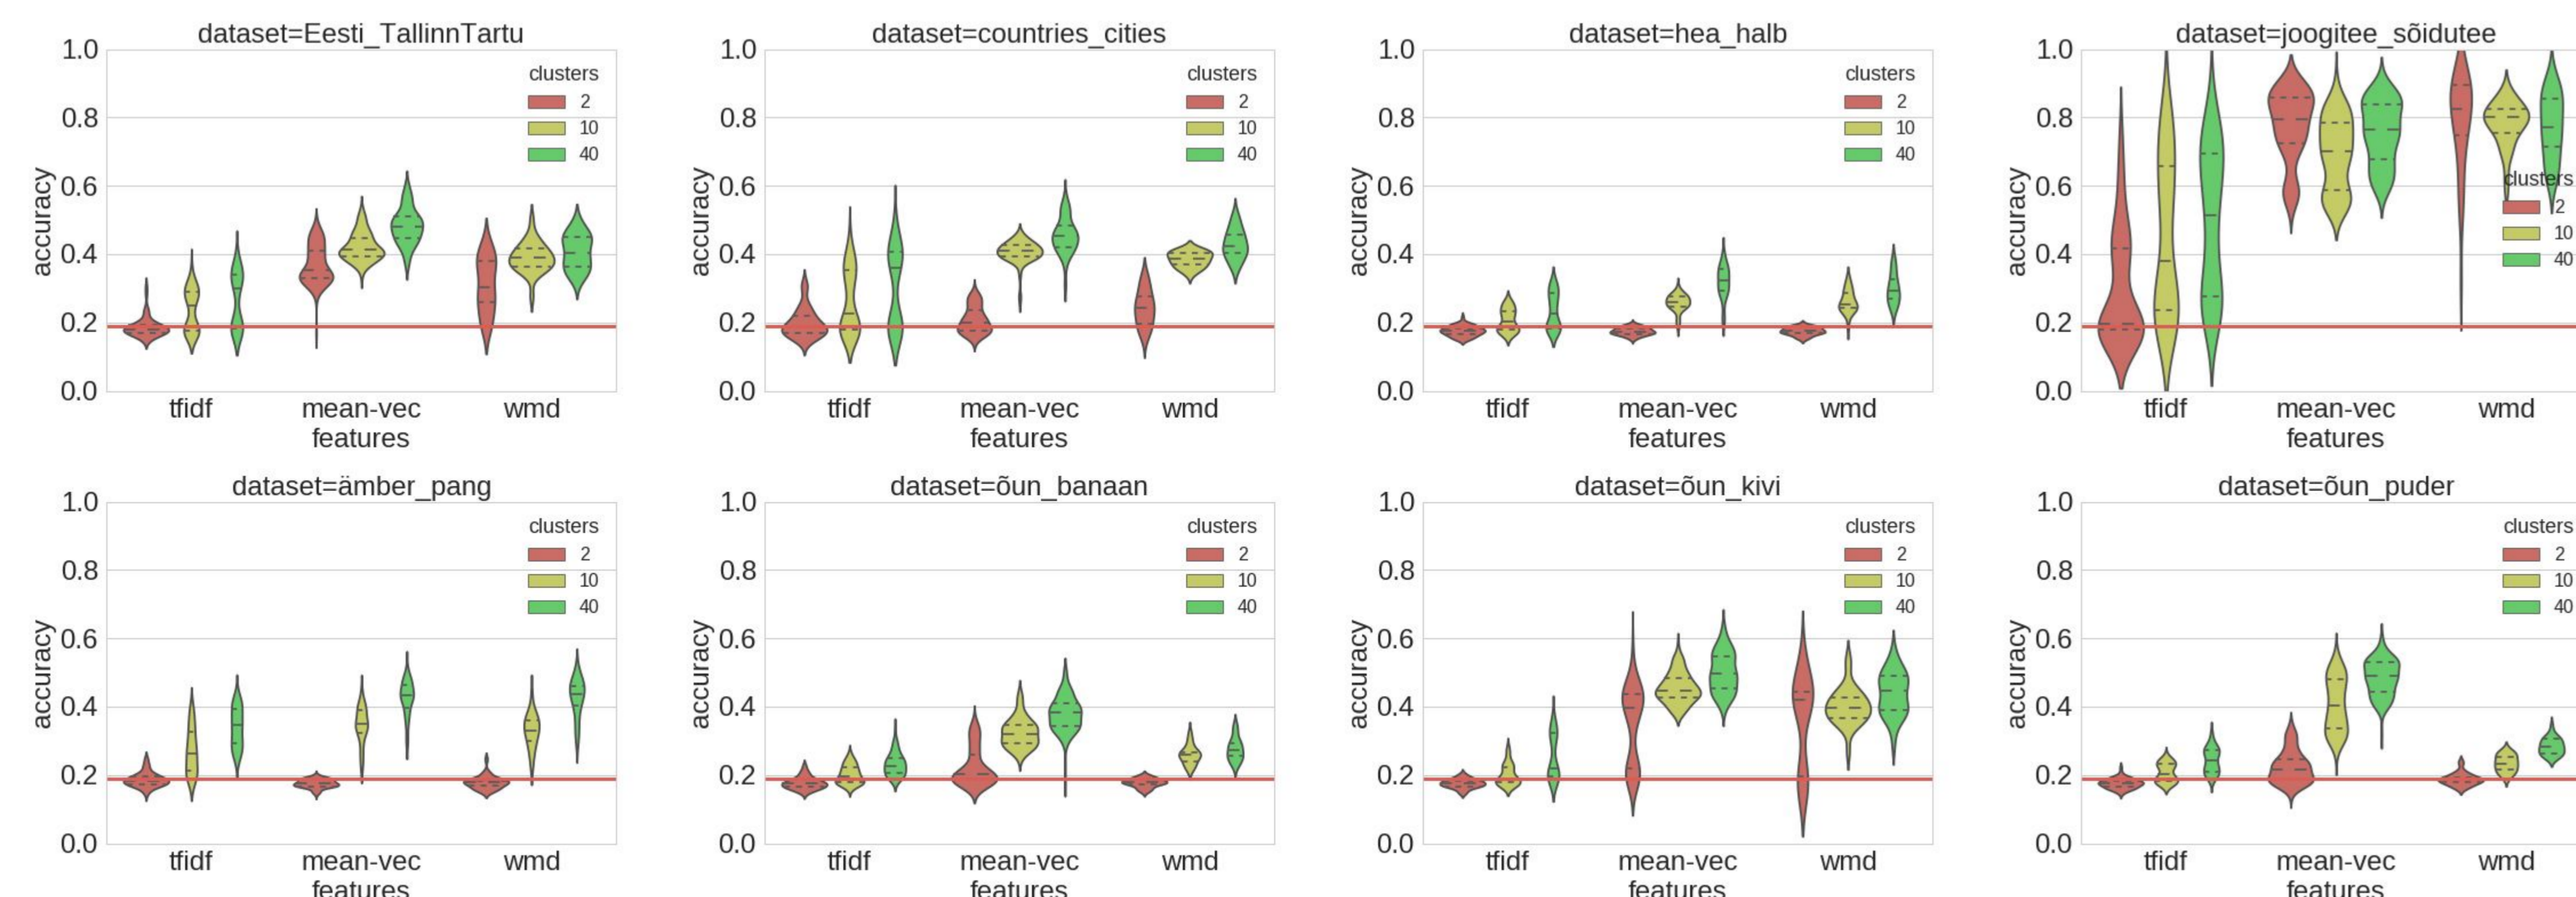 dataset=Eesti_TallinnTartu
1.0
0.8
0.6
0.4
0.2
0.0
accuracy
clusters
2
10
40
tfidf mean-vec wmd
features
dataset=countries_cities
1.0
0.8
0.6
0.4
0.2
0.0
accuracy
clusters
2
10
40
tfidf mean-vec wmd
features
dataset=hea_halb
1.0
0.8
0.6
0.4
0.2
0.0
accuracy
clusters
2
10
40
tfidf mean-vec wmd
features
dataset=joogitee_sõidutee
1.0
0.8
0.6
0.4
0.2
0.0
accuracy
clusters
2
10
40
tfidf mean-vec wmd
features
dataset=ämber_pang
1.0
0.8
0.6
0.4
0.2
0.0
accuracy
clusters
2
10
40
tfidf mean-vec wmd
features
dataset=õun_banaan
1.0
0.8
0.6
0.4
0.2
0.0
accuracy
clusters
2
10
40
tfidf mean-vec wmd
features
dataset=õun_kivi
1.0
0.8
0.6
0.4
0.2
0.0
accuracy
clusters
2
10
40
tfidf mean-vec wmd
features
dataset=õun_puder
1.0
0.8
0.6
0.4
0.2
0.0
accuracy
clusters
2
10
40
tfidf mean-vec wmd
features